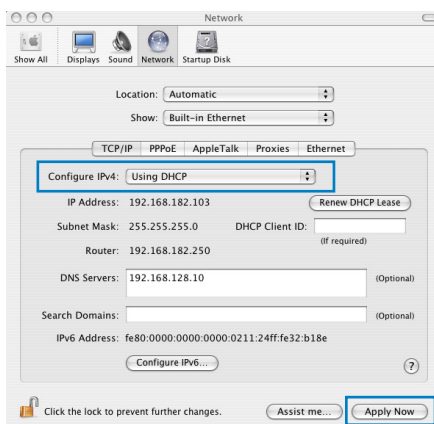 Network
Show All Displays Sound Network Startup Disk
Location: Automatic
Show: Built-in Ethernet
TCP/IP PPPoE AppleTalk Proxies Ethernet
Configure IPv4: Using DHCP
IP Address: 192.168.182.103 Renew DHCP Lease
Subnet Mask: 255.255.255.0 DHCP Client ID:
(If required)
Router: 192.168.182.250
DNS Servers: 192.168.128.10 (Optional)
Search Domains: (Optional)
IPv6 Address: fe80:0000:0000:0000:0211:24ff:fe32:b18e
Configure IPv6... ?
Click the lock to prevent further changes. Assist me... Apply Now